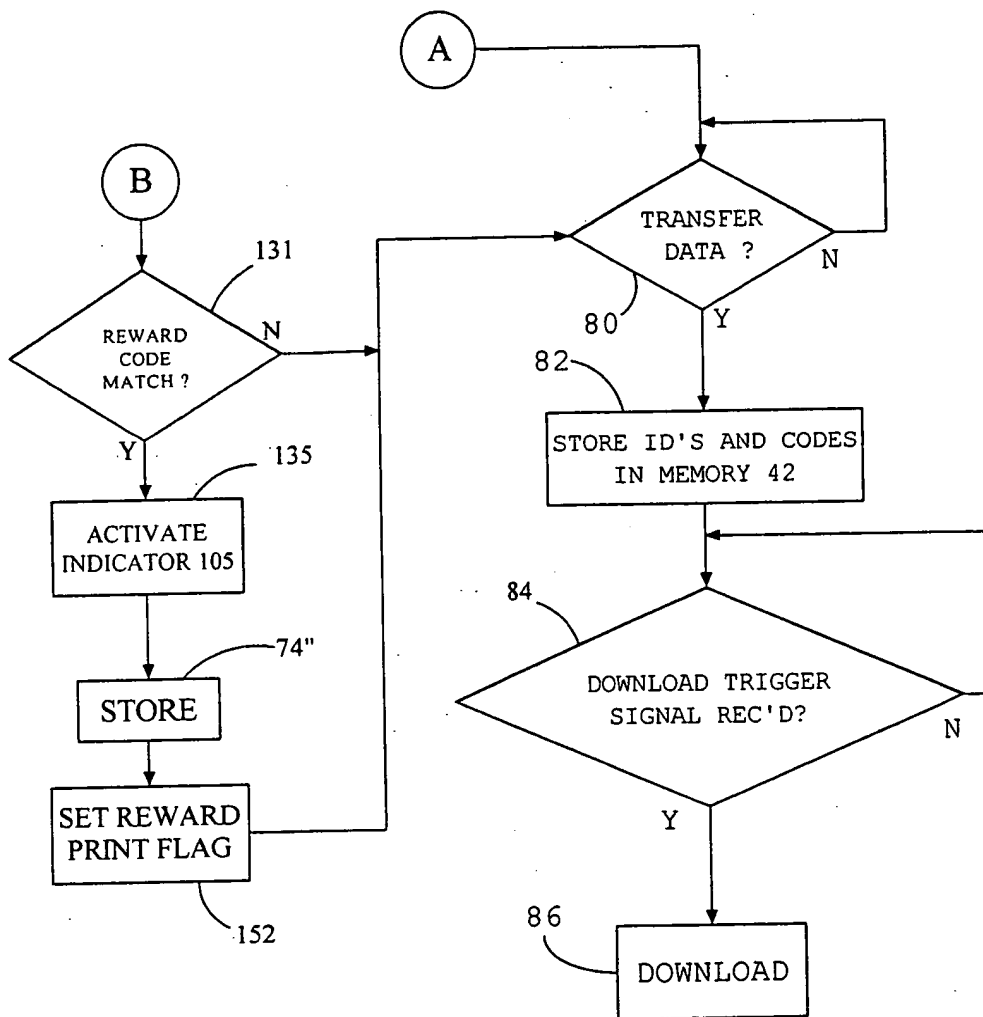 A
B
131
REWARD
CODE
MATCH ?
N
Y
135
ACTIVATE
INDICATOR 105
74"
STORE
SET REWARD
PRINT FLAG
152
TRANSFER
DATA ?
N
80
Y
82
STORE ID'S AND CODES
IN MEMORY 42
84
DOWNLOAD TRIGGER
SIGNAL REC'D?
N
Y
86
DOWNLOAD